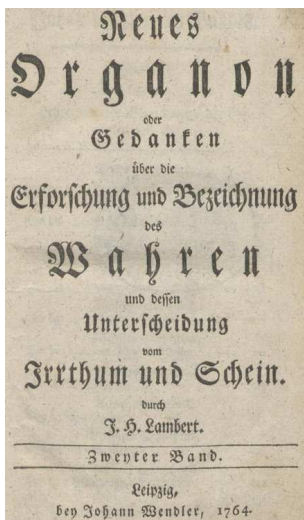 Neues
Organon
oder
Gedanken
über die
Erforschung und Bezeichnung
des
Wahren
und dessen
Unterscheidung
vom
Irrthum und Schein.
durch
J. H. Lambert.
Zweyter Band.
Leipzig,
bey Johann Wendler, 1764.